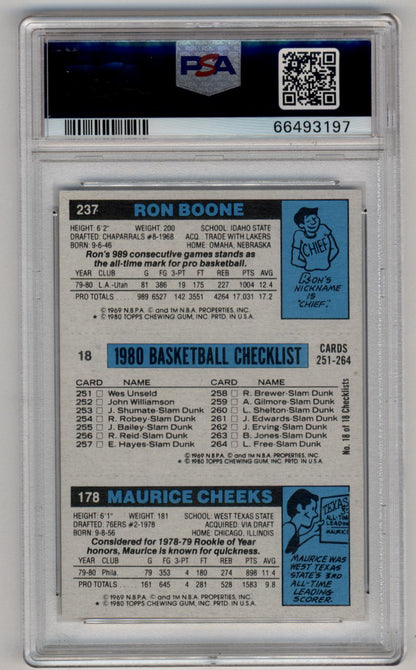 PSA
66493197
237 RON BOONE
HEIGHT: 6'2" WEIGHT: 200 SCHOOL: IDAHO STATE
DRAFTED: CHAPARRALS #8-1968 ACQ. TRADE WITH LAKERS
BORN: 9-6-46 HOME: OMAHA, NEBRASKA
Ron's 989 consecutive games stands as
the all-time mark for pro basketball.
YEAR CLUB G FG 3-PT FT REB PTS AVG
79-80 L.A.-Utah 81 386 19 175 227 1004 12.4
PRO TOTALS 989 6527 142 3551 4264 17.031 17.2
© 1969 N.B.P.A. © and TM N.B.A. PROPERTIES, INC.
★ © 1980 TOPPS CHEWING GUM, INC. PRTD. IN U.S.A.
CHIEF
RON'S
NICKNAME
IS
"CHIEF."
18 1980 BASKETBALL CHECKLIST CARDS
251-264
CARD NAME CARD NAME
251 □ Wes Unseld 258 □ R. Brewer-Slam Dunk
252 □ John Williamson 259 □ A. Gilmore-Slam Dunk
253 □ J. Shumate-Slam Dunk 260 □ L. Shelton-Slam Dunk
254 □ R. Robey-Slam Dunk 261 □ J. Edwards-Slam Dunk
255 □ J. Bailey-Slam Dunk 262 □ J. Erving-Slam Dunk
256 □ R. Reid-Slam Dunk 263 □ B. Jones-Slam Dunk
257 □ E. Hayes-Slam Dunk 264 □ L. Free-Slam Dunk
No. 18 of 18 Checklists
© 1969 N.B.P.A. © and TM N.B.A. PROPERTIES, INC.
★ © 1980 TOPPS CHEWING GUM, INC. PRTD. IN U.S.A.
178 MAURICE CHEEKS
HEIGHT: 6'1" WEIGHT: 181 SCHOOL: WEST TEXAS STATE
DRAFTED: 76ERS #2-1978 ACQUIRED: VIA DRAFT
BORN: 9-8-56 HOME: CHICAGO, ILLINOIS
Considered for 1978-79 Rookie of Year
honors, Maurice is known for quickness.
YEAR CLUB G FG 3-PT FT REB PTS AVG
79-80 Phila. 79 353 4 180 274 898 11.4
PRO TOTALS 161 645 4 281 528 1583 9.8
© 1969 N.B.P.A. © and TM N.B.A. PROPERTIES, INC.
★ © 1980 TOPPS CHEWING GUM, INC. PRTD. IN U.S.A.
TEXAS
ALL-TIME
LEADING
MAURICE
MAURICE WAS
WEST TEXAS
STATE'S 3RD
ALL-TIME
LEADING
SCORER.